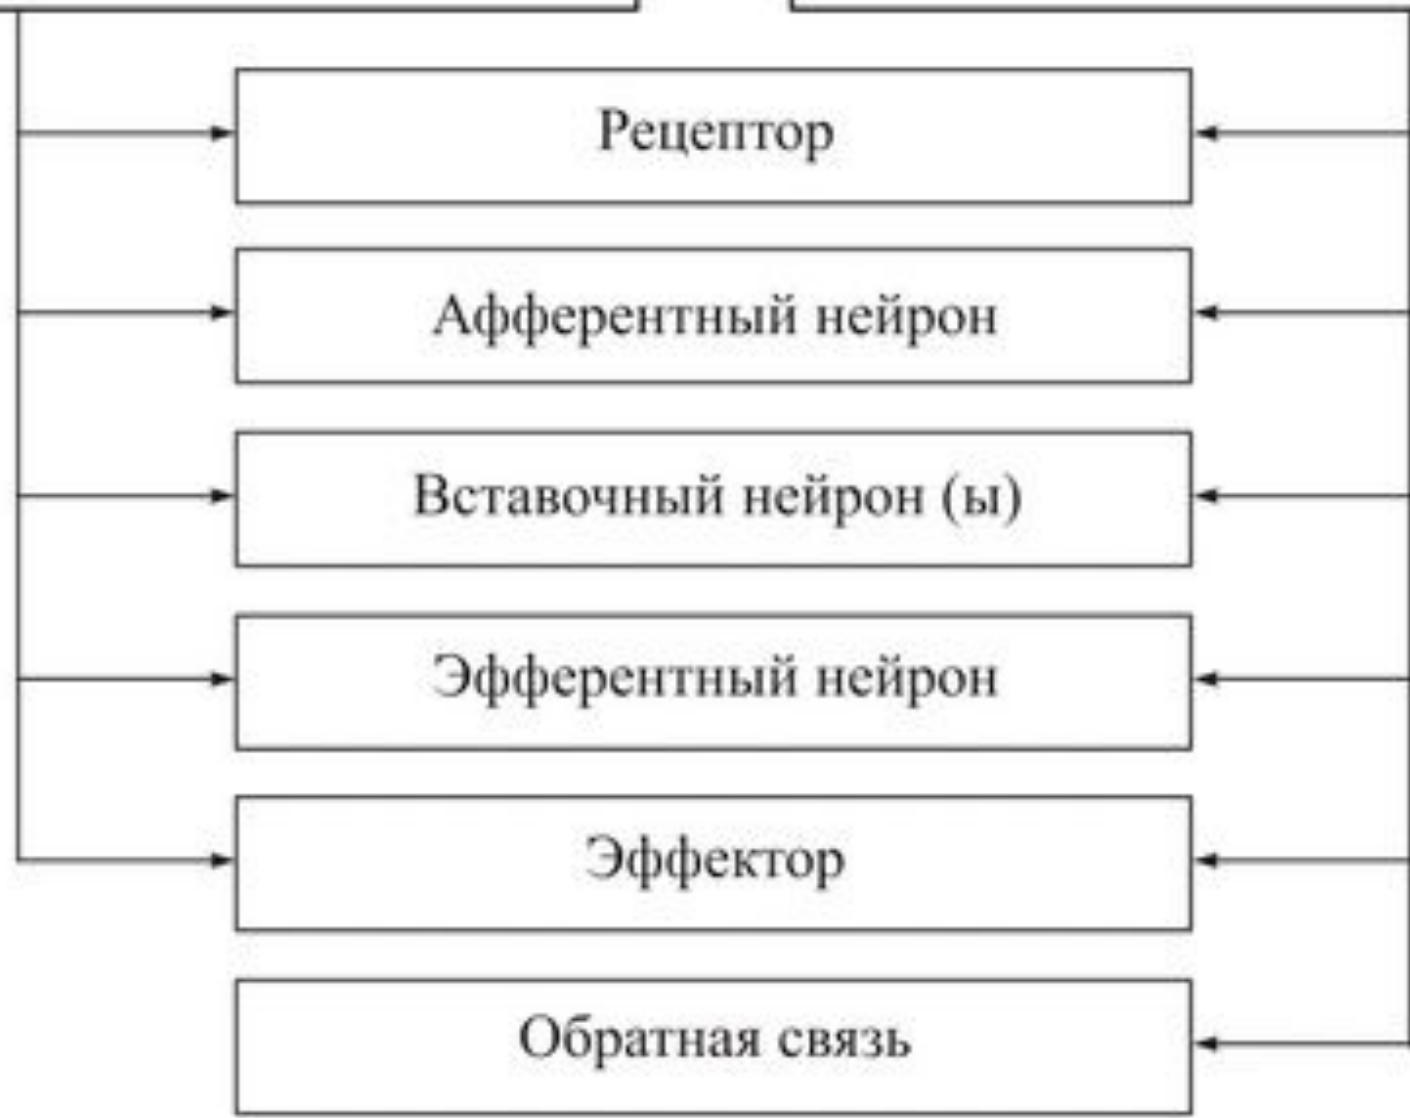 Рецептор
Афферентный нейрон
Вставочный нейрон (ы)
Эфферентный нейрон
Эффектор
Обратная связь